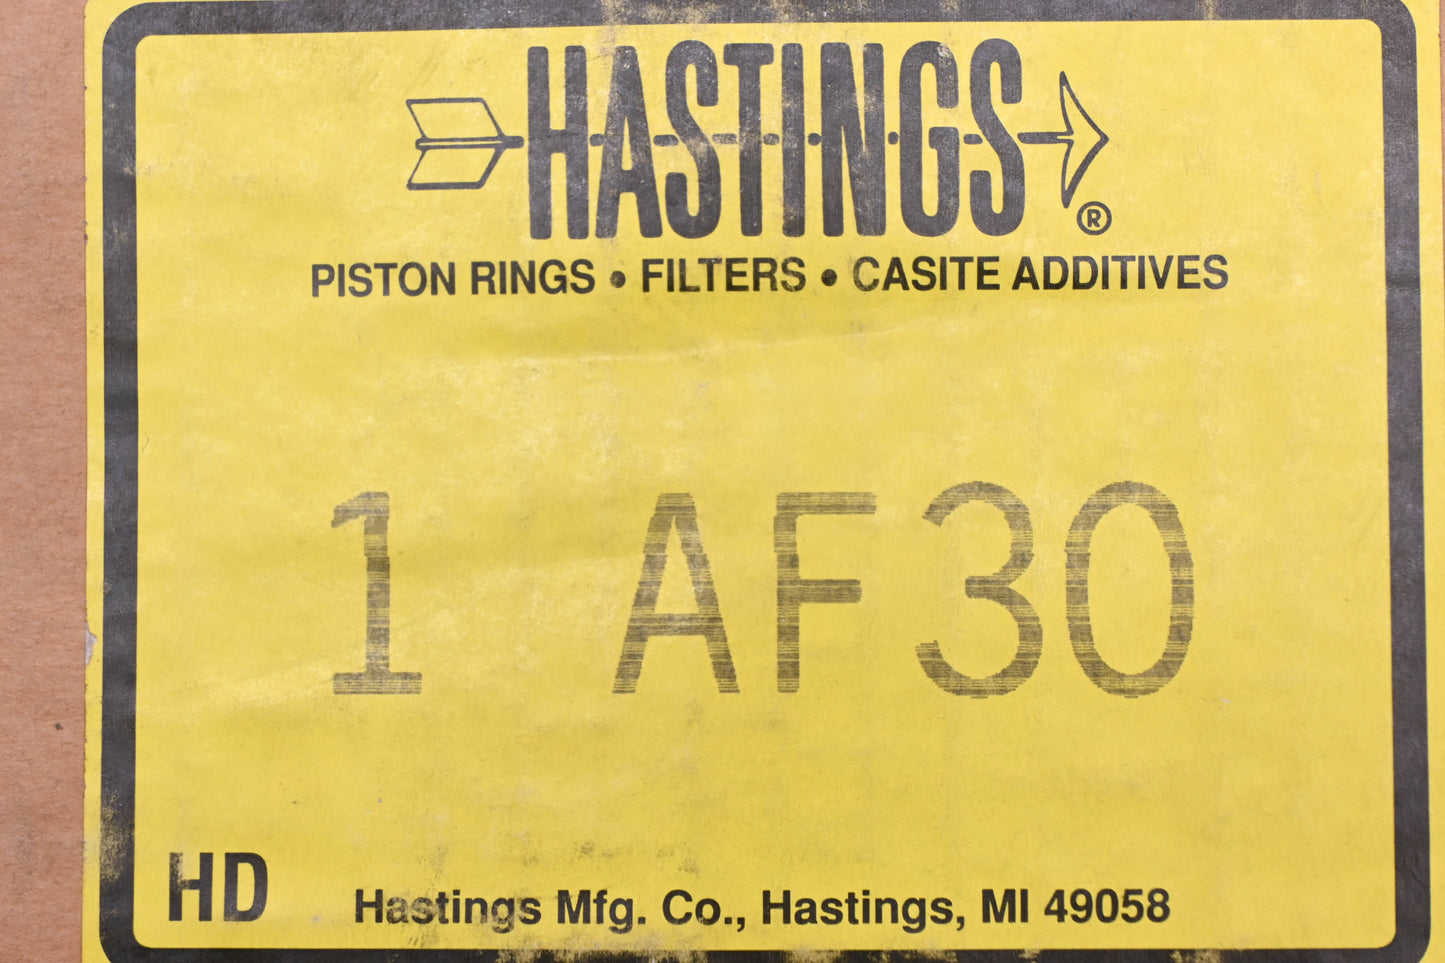 HASTINGS ®
PISTON RINGS • FILTERS • CASITE ADDITIVES
1 AF30
HD
Hastings Mfg. Co., Hastings, MI 49058